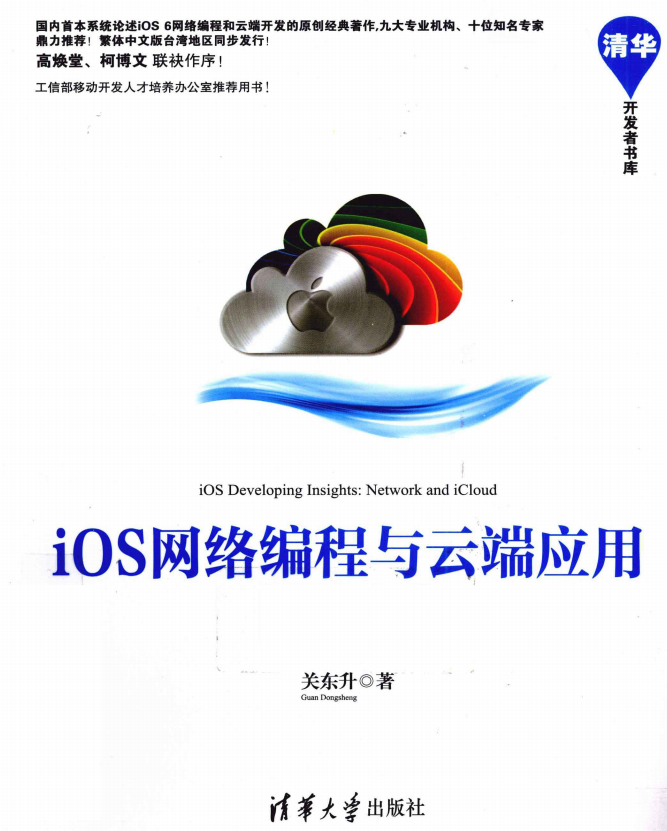 国内首本系统论述iOS 6网络编程和云端开发的原创经典著作,九大专业机构、十位知名专家
鼎力推荐！繁体中文版台湾地区同步发行！
高焕堂、柯博文 联袂作序！
工信部移动开发人才培养办公室推荐用书！
清华
开发者书库
iOS Developing Insights: Network and iCloud
iOS网络编程与云端应用
关东升◎著
Guan Dongsheng
清华大学出版社